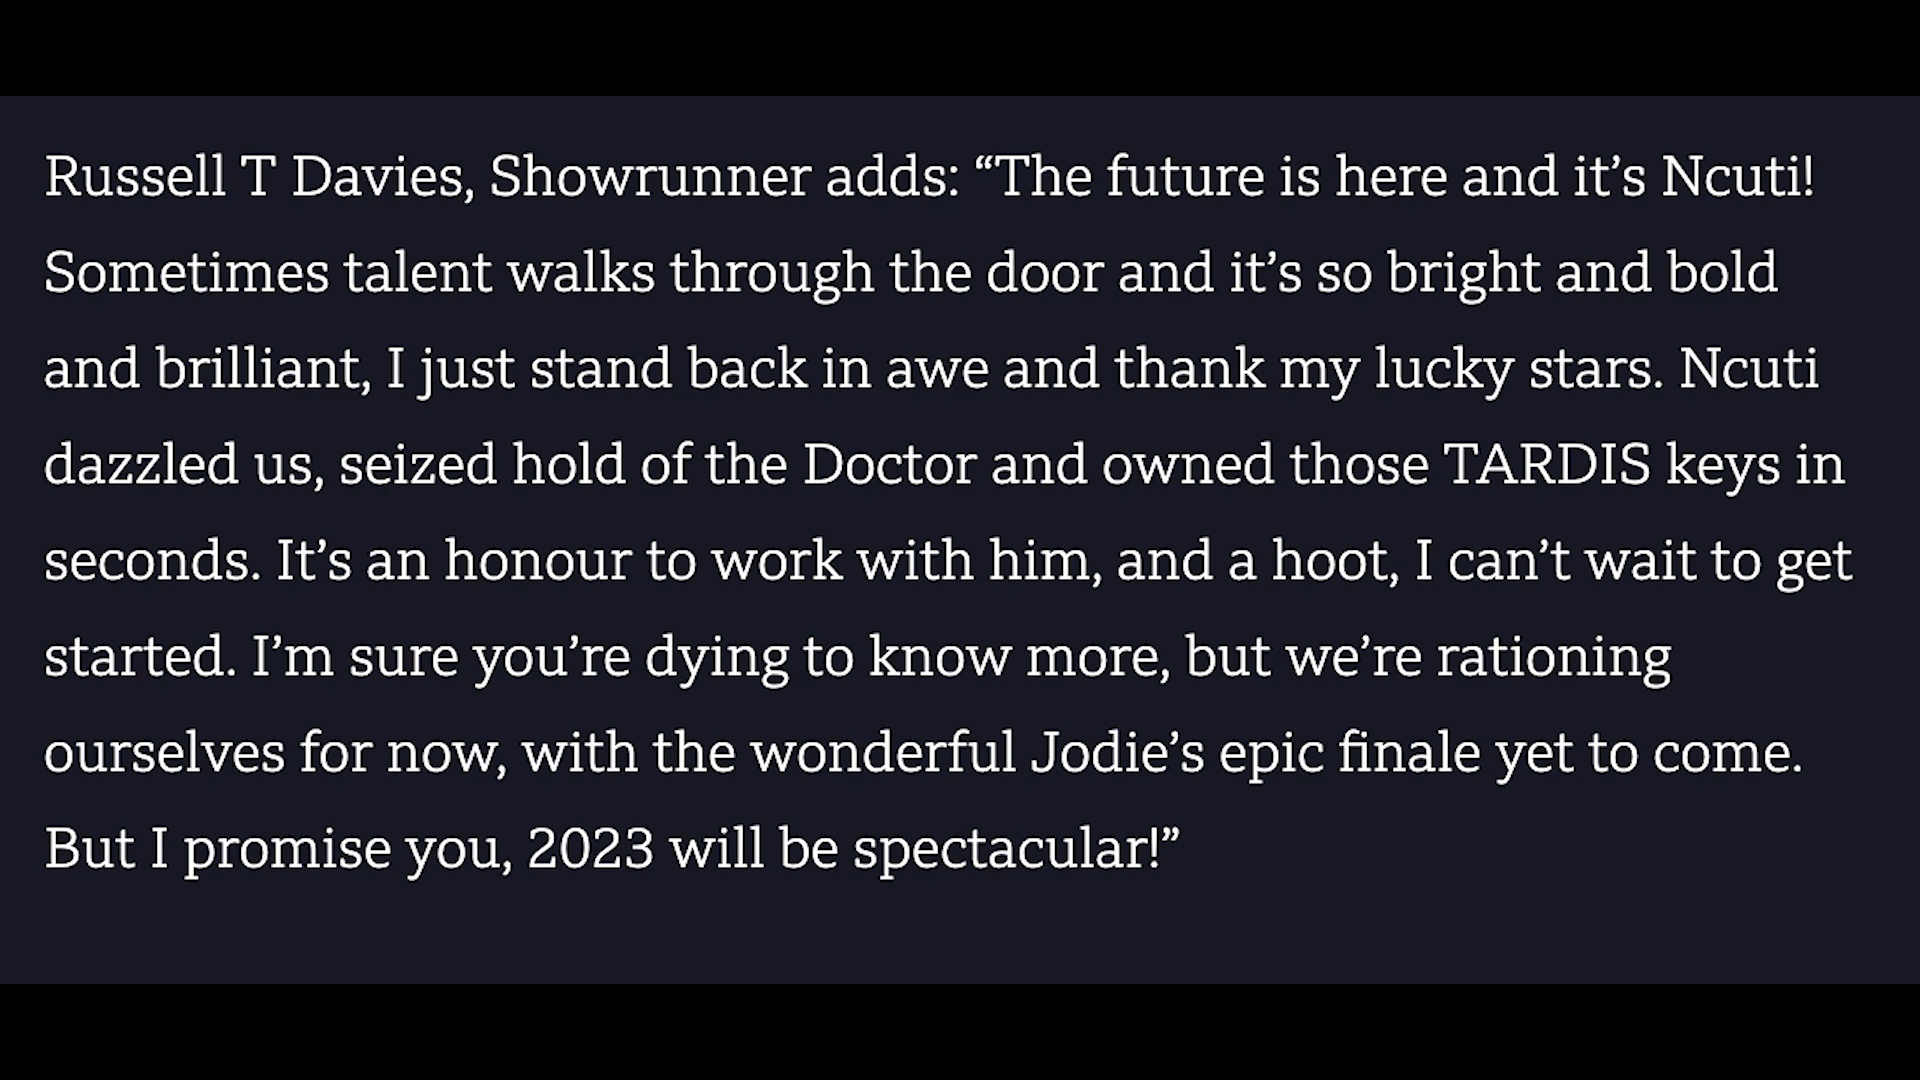 Russell T Davies, Showrunner adds: “The future is here and it’s Ncuti!
Sometimes talent walks through the door and it’s so bright and bold
and brilliant, I just stand back in awe and thank my lucky stars. Ncuti
dazzled us, seized hold of the Doctor and owned those TARDIS keys in
seconds. It’s an honour to work with him, and a hoot, I can’t wait to get
started. I’m sure you’re dying to know more, but we’re rationing
ourselves for now, with the wonderful Jodie’s epic finale yet to come.
But I promise you, 2023 will be spectacular!”